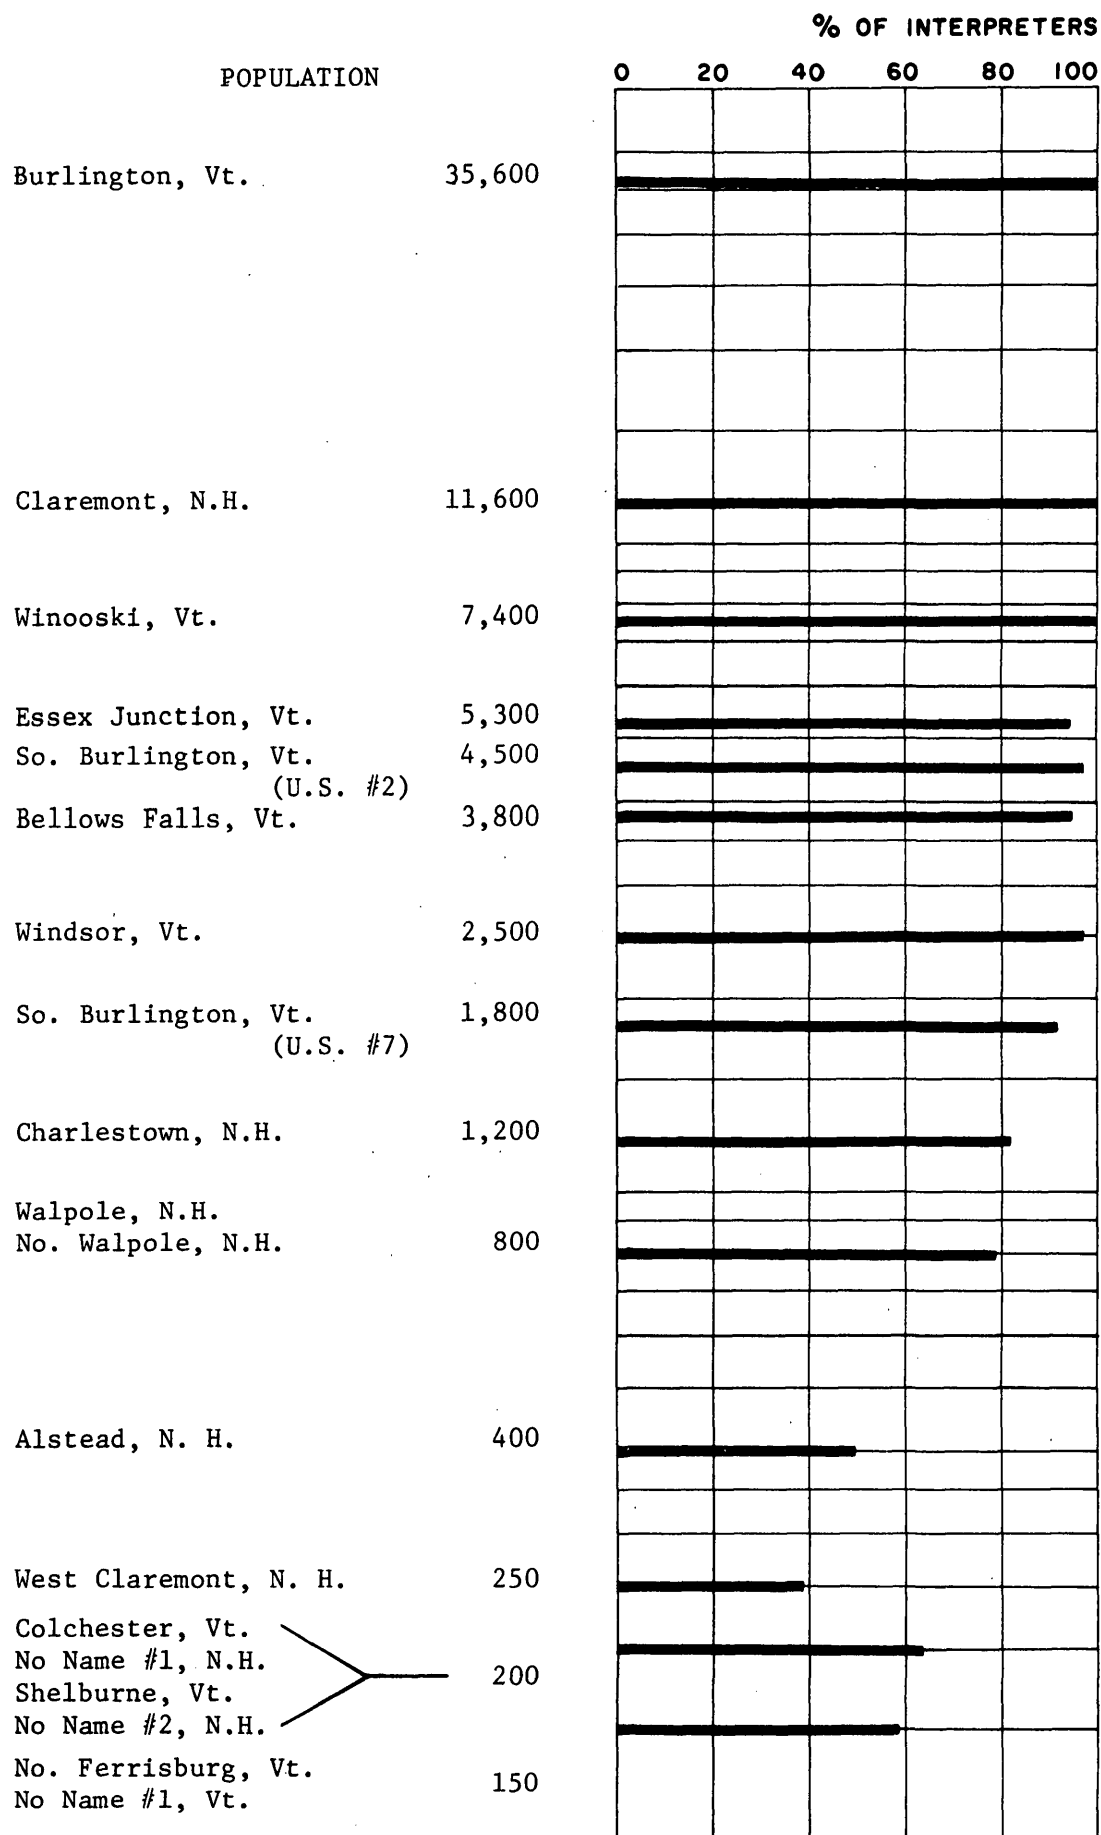 % OF INTERPRETERS
POPULATION 0 20 40 60 80 100
Burlington, Vt. 35,600
Claremont, N.H. 11,600
Winooski, Vt. 7,400
Essex Junction, Vt. 5,300
So. Burlington, Vt. 4,500
(U.S. #2)
Bellows Falls, Vt. 3,800
Windsor, Vt. 2,500
So. Burlington, Vt. 1,800
(U.S. #7)
Charlestown, N.H. 1,200
Walpole, N.H.
No. Walpole, N.H. 800
Alstead, N. H. 400
West Claremont, N. H. 250
Colchester, Vt.
No Name #1, N.H.
200
Shelburne, Vt.
No Name #2, N.H.
No. Ferrisburg, Vt.
150
No Name #1, Vt.